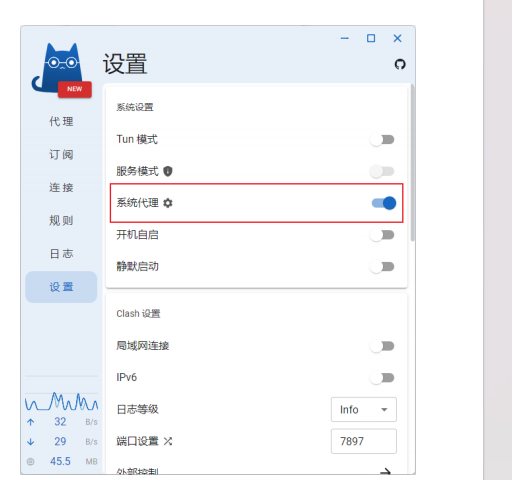 设置
NEW
代 理
订 阅
连 接
规 则
日 志
设 置
系统设置
Tun 模式
服务模式
系统代理
开机自启
静默启动
Clash 设置
局域网连接
IPv6
日志等级
Info
端口设置
7897
外部控制
32 B/s
29 B/s
45.5 MB